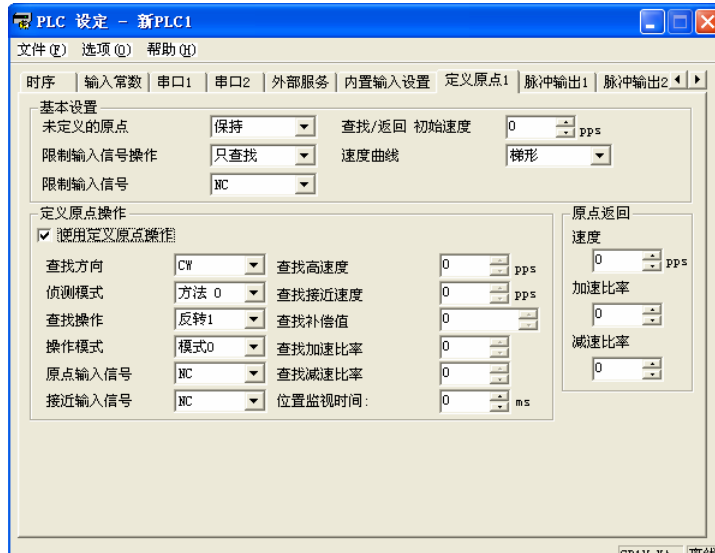 PLC 设定 - 新PLC1
文件(F) 选项(O) 帮助(H)
时序 输入常数 串口1 串口2 外部服务 内置输入设置 定义原点1 脉冲输出1 脉冲输出2
基本设置
未定义的原点 保持 查找/返回 初始速度 0 pps
限制输入信号操作 只查找 速度曲线 梯形
限制输入信号 NC
定义原点操作
使用定义原点操作
查找方向 CW 查找高速度 0 pps
侦测模式 方法 0 查找接近速度 0 pps
查找操作 反转1 查找补偿值 0
操作模式 模式0 查找加速比率 0
原点输入信号 NC 查找减速比率 0
接近输入信号 NC 位置监视时间: 0 ms
原点返回
速度
0 pps
加速比率
0
减速比率
0